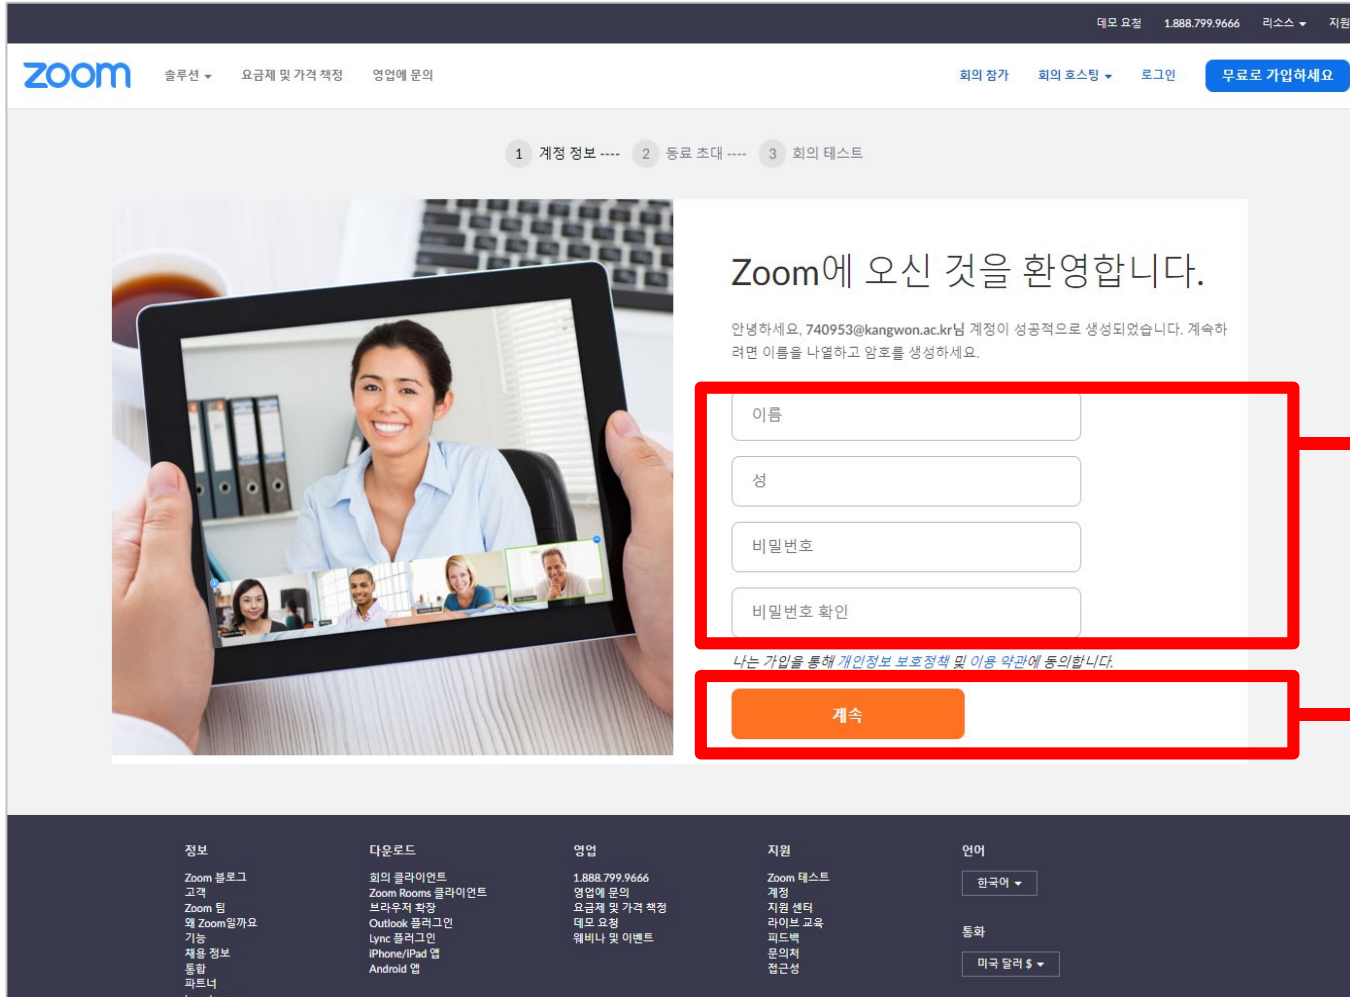 데모 요청 1.888.799.9666 리소스 지원
zoom 솔루션 요금제 및 가격 책정 영업에 문의 회의 참가 회의 호스팅 로그인 무료로 가입하세요
1 계정 정보 ---- 2 동료 초대 ---- 3 회의 테스트
Zoom에 오신 것을 환영합니다.
안녕하세요, 740953@kangwon.ac.kr님 계정이 성공적으로 생성되었습니다. 계속하
려면 이름을 나열하고 암호를 생성하세요.
이름
성
비밀번호
비밀번호 확인
나는 가입을 통해 개인정보 보호정책 및 이용 약관에 동의합니다.
계속
정보
Zoom 블로그
고객
Zoom 팀
왜 Zoom일까요
기능
채용 정보
통합
파트너
다운로드
회의 클라이언트
Zoom Rooms 클라이언트
브라우저 확장
Outlook 플러그인
Lync 플러그인
iPhone/iPad 앱
Android 앱
영업
1.888.799.9666
영업에 문의
요금제 및 가격 책정
데모 요청
웨비나 및 이벤트
지원
Zoom 테스트
계정
지원 센터
라이브 교육
피드백
문의처
접근성
언어
한국어
통화
미국 달러 $